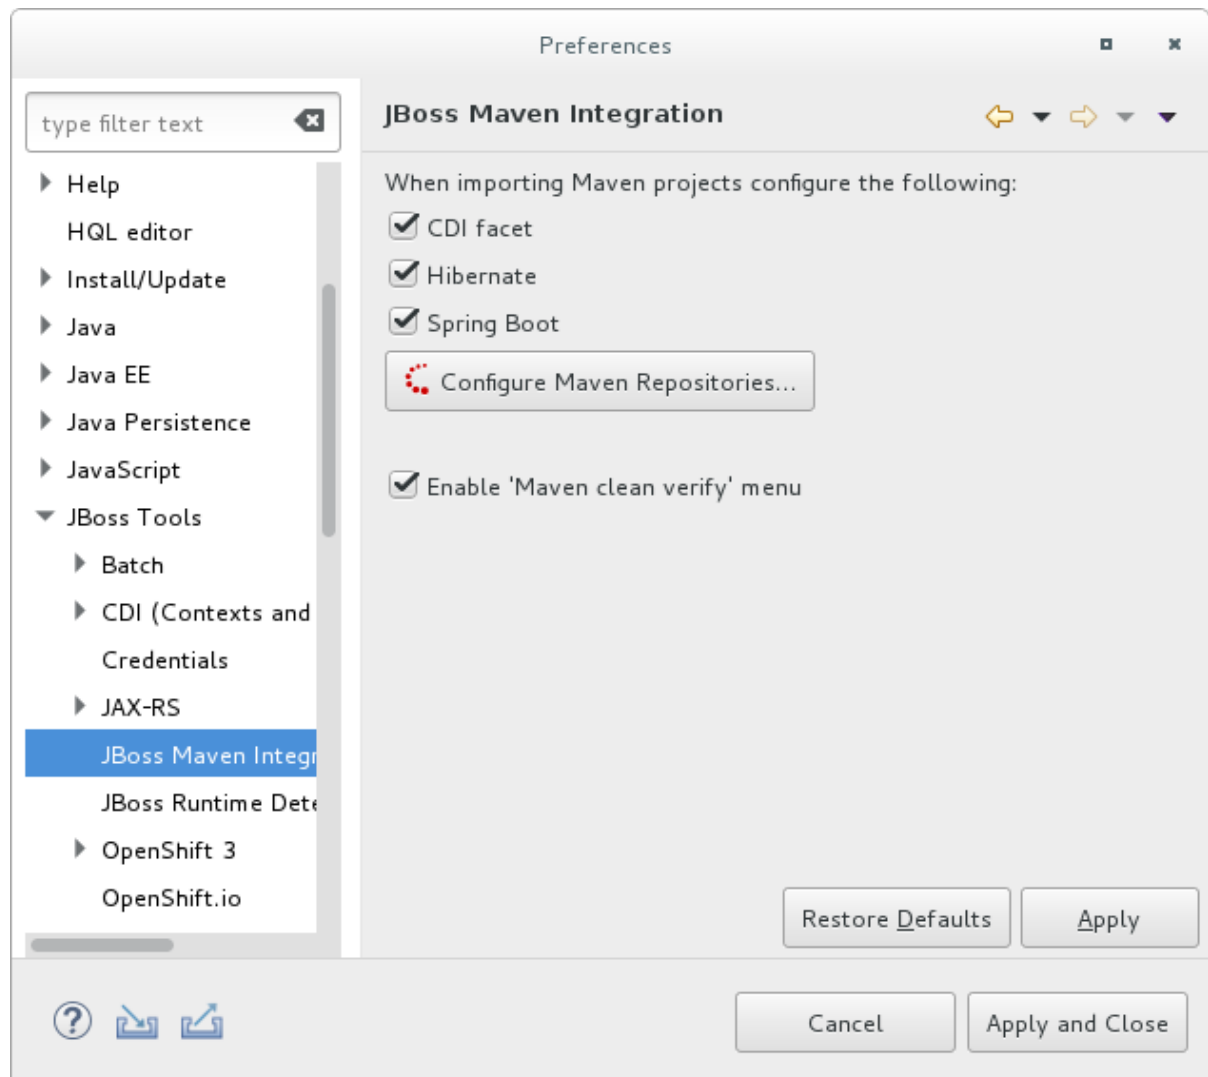 Preferences
type filter text
JBoss Maven Integration
Help
HQL editor
Install/Update
Java
Java EE
Java Persistence
JavaScript
JBoss Tools
Batch
CDI (Contexts and
Credentials
JAX-RS
JBoss Maven Integr
JBoss Runtime Dete
OpenShift 3
OpenShift.io
When importing Maven projects configure the following:
CDI facet
Hibernate
Spring Boot
Configure Maven Repositories...
Enable 'Maven clean verify' menu
Restore Defaults
Apply
?
Cancel
Apply and Close